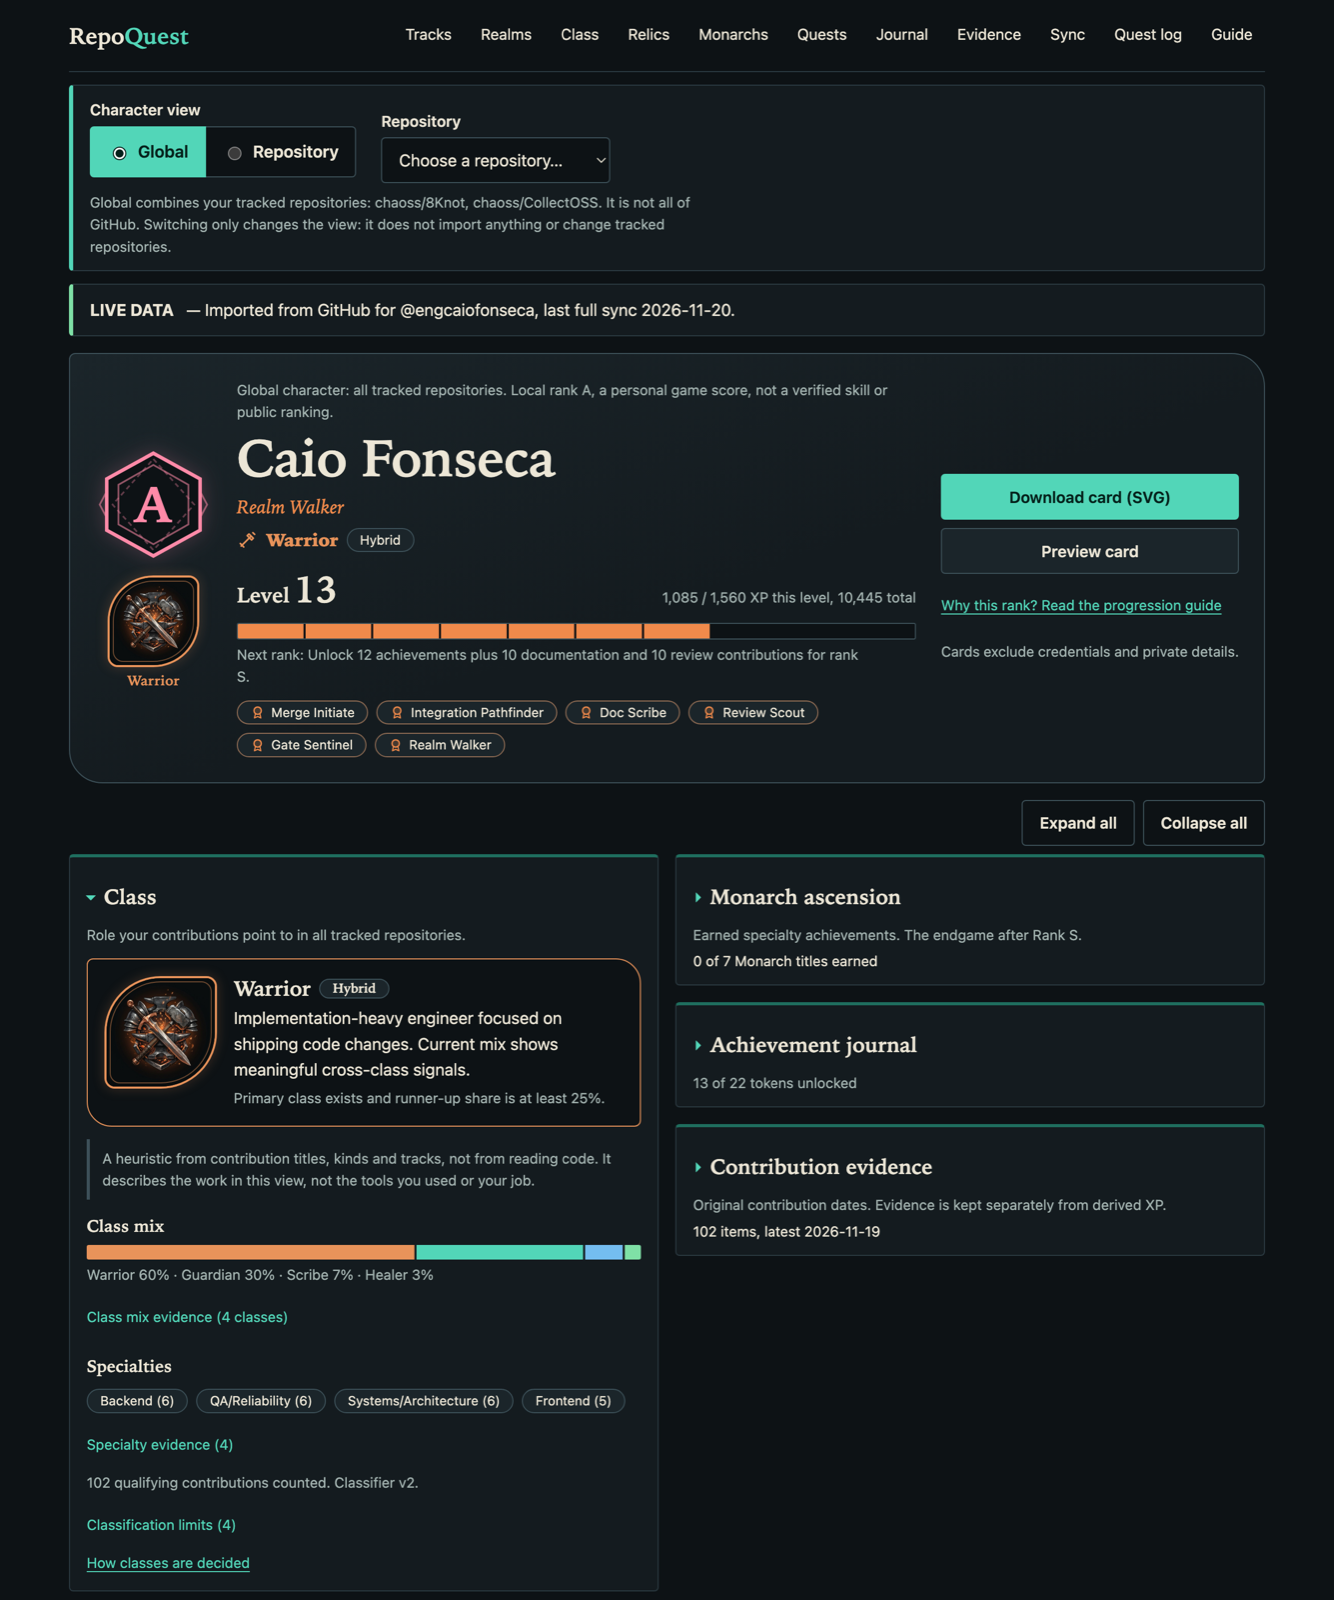 RepoQuest
Tracks
Realms
Class
Relics
Monarchs
Quests
Journal
Evidence
Sync
Quest log
Guide
Character view
Global
Repository
Repository
Choose a repository...
Global combines your tracked repositories: chaoss/8Knot, chaoss/CollectOSS. It is not all of
GitHub. Switching only changes the view: it does not import anything or change tracked
repositories.
LIVE DATA — Imported from GitHub for @engcaiofonseca, last full sync 2026-11-20.
Global character: all tracked repositories. Local rank A, a personal game score, not a verified skill or
public ranking.
A
Caio Fonseca
Realm Walker
Warrior
Hybrid
Warrior
Level 13
1,085 / 1,560 XP this level, 10,445 total
Next rank: Unlock 12 achievements plus 10 documentation and 10 review contributions for rank
S.
Merge Initiate
Integration Pathfinder
Doc Scribe
Review Scout
Gate Sentinel
Realm Walker
Download card (SVG)
Preview card
Why this rank? Read the progression guide
Cards exclude credentials and private details.
Expand all
Collapse all
Class
Role your contributions point to in all tracked repositories.
Warrior
Hybrid
Implementation-heavy engineer focused on
shipping code changes. Current mix shows
meaningful cross-class signals.
Primary class exists and runner-up share is at least 25%.
A heuristic from contribution titles, kinds and tracks, not from reading code. It
describes the work in this view, not the tools you used or your job.
Class mix
Warrior 60% · Guardian 30% · Scribe 7% · Healer 3%
Class mix evidence (4 classes)
Specialties
Backend (6)
QA/Reliability (6)
Systems/Architecture (6)
Frontend (5)
Specialty evidence (4)
102 qualifying contributions counted. Classifier v2.
Classification limits (4)
How classes are decided
Monarch ascension
Earned specialty achievements. The endgame after Rank S.
0 of 7 Monarch titles earned
Achievement journal
13 of 22 tokens unlocked
Contribution evidence
Original contribution dates. Evidence is kept separately from derived XP.
102 items, latest 2026-11-19